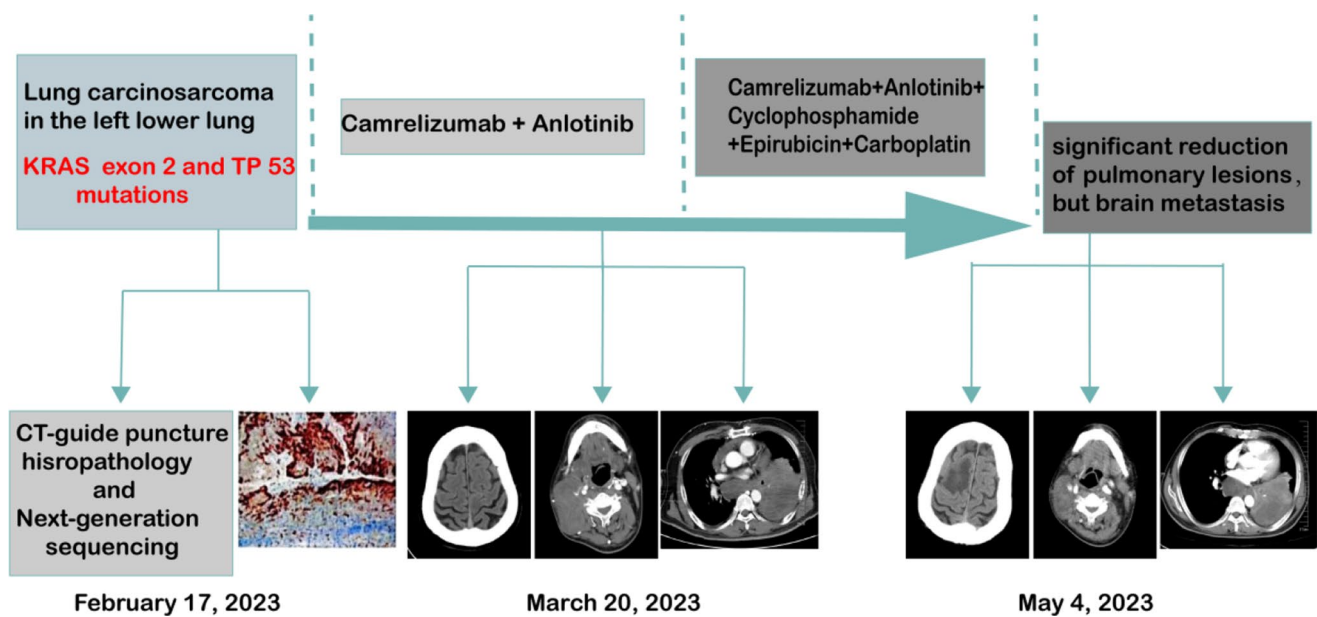 Lung carcinosarcoma
in the left lower lung
KRAS exon 2 and TP 53
mutations
Camrelizumab + Anlotinib
Camrelizumab+Anlotinib+
Cyclophosphamide
+Epirubicin+Carboplatin
significant reduction
of pulmonary lesions,
but brain metastasis
CT-guide puncture
hisropathology
and
Next-generation
sequencing
February 17, 2023
March 20, 2023
May 4, 2023